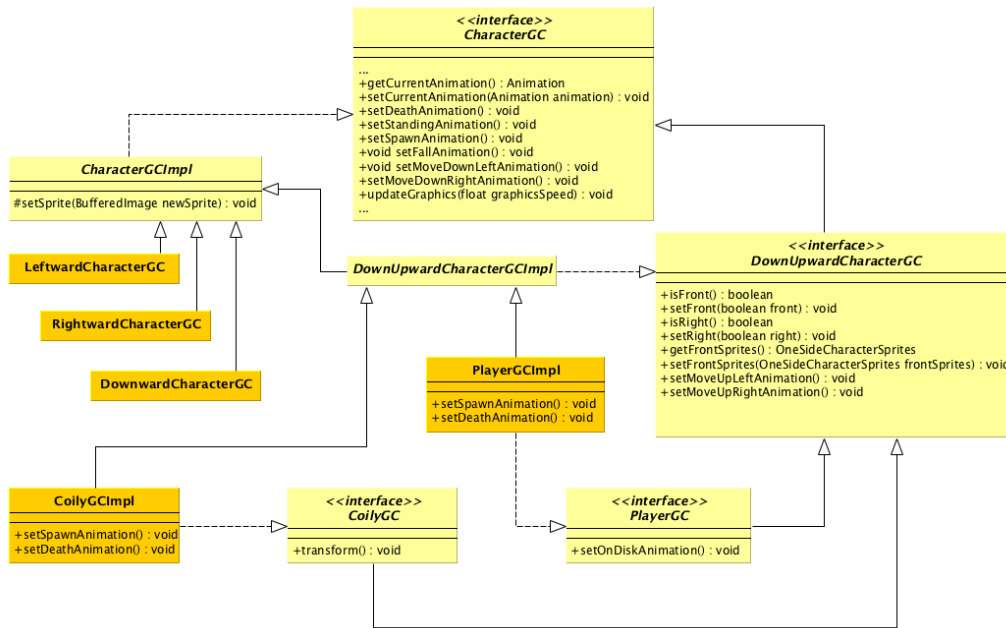 <<interface>>
CharacterGC
...
+getCurrentAnimation() : Animation
+setCurrentAnimation(Animation animation) : void
+setDeathAnimation() : void
+setStandingAnimation() : void
+setSpawnAnimation() : void
+void setFallAnimation() : void
+void setMoveDownLeftAnimation() : void
+setMoveDownRightAnimation() : void
+updateGraphics(float graphicsSpeed) : void
...
CharacterGCImpl
#setSprite(BufferedImage newSprite) : void
LeftwardCharacterGC
RightwardCharacterGC
DownwardCharacterGC
DownUpwardCharacterGCImpl
<<interface>>
DownUpwardCharacterGC
+isFront() : boolean
+setFront(boolean front) : void
+isRight() : boolean
+setRight(boolean right) : void
+getFrontSprites() : OneSideCharacterSprites
+setFrontSprites(OneSideCharacterSprites frontSprites) : void
+setMoveUpLeftAnimation() : void
+setMoveUpRightAnimation() : void
PlayerGCImpl
+setSpawnAnimation() : void
+setDeathAnimation() : void
CoilyGCImpl
+setSpawnAnimation() : void
+setDeathAnimation() : void
<<interface>>
CoilyGC
+transform() : void
<<interface>>
PlayerGC
+setOnDiskAnimation() : void